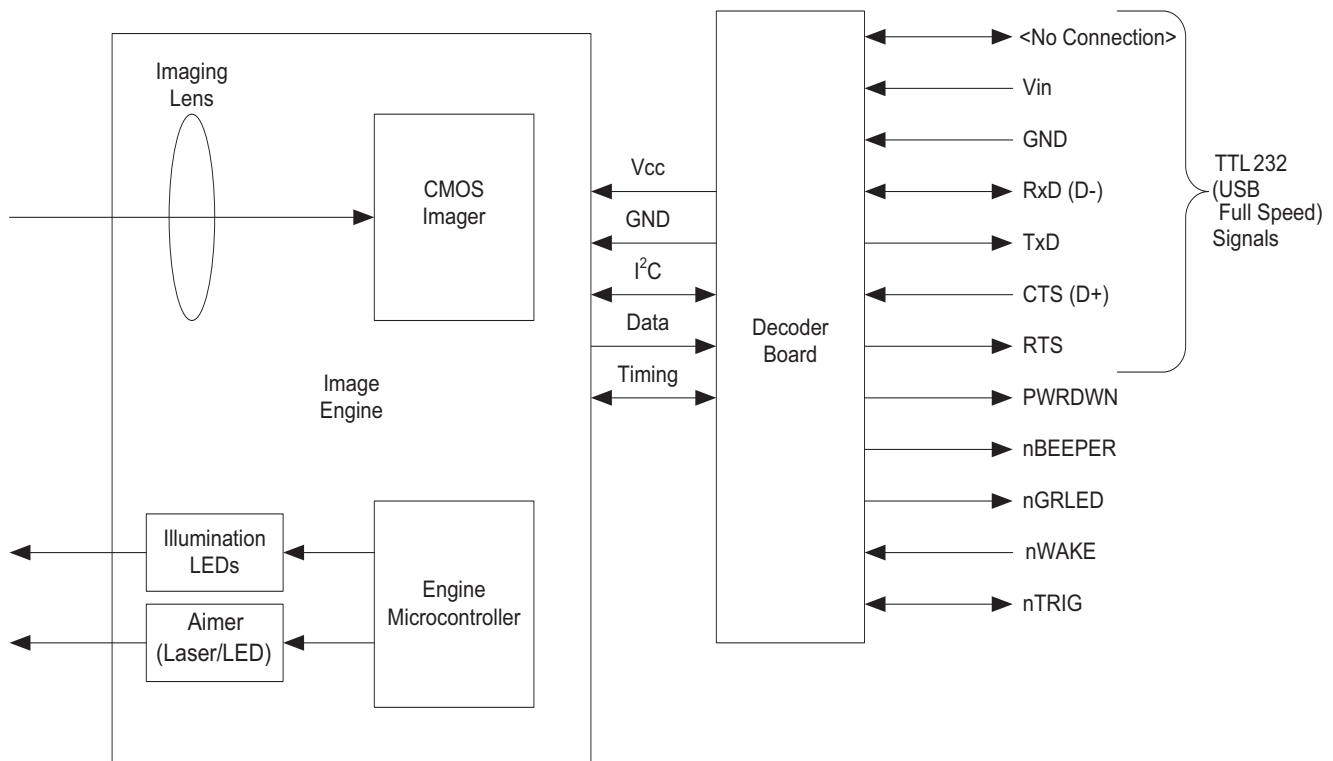 Imaging
Lens
CMOS
Imager
Image
Engine
Illumination
LEDs
Aimer
(Laser/LED)
Engine
Microcontroller
Vcc
GND
I²C
Data
Timing
Decoder
Board
<No Connection>
Vin
GND
RxD (D-)
TxD
CTS (D+)
RTS
PWRDWN
nBEEPER
nGRLED
nWAKE
nTRIG
TTL 232
(USB
Full Speed)
Signals